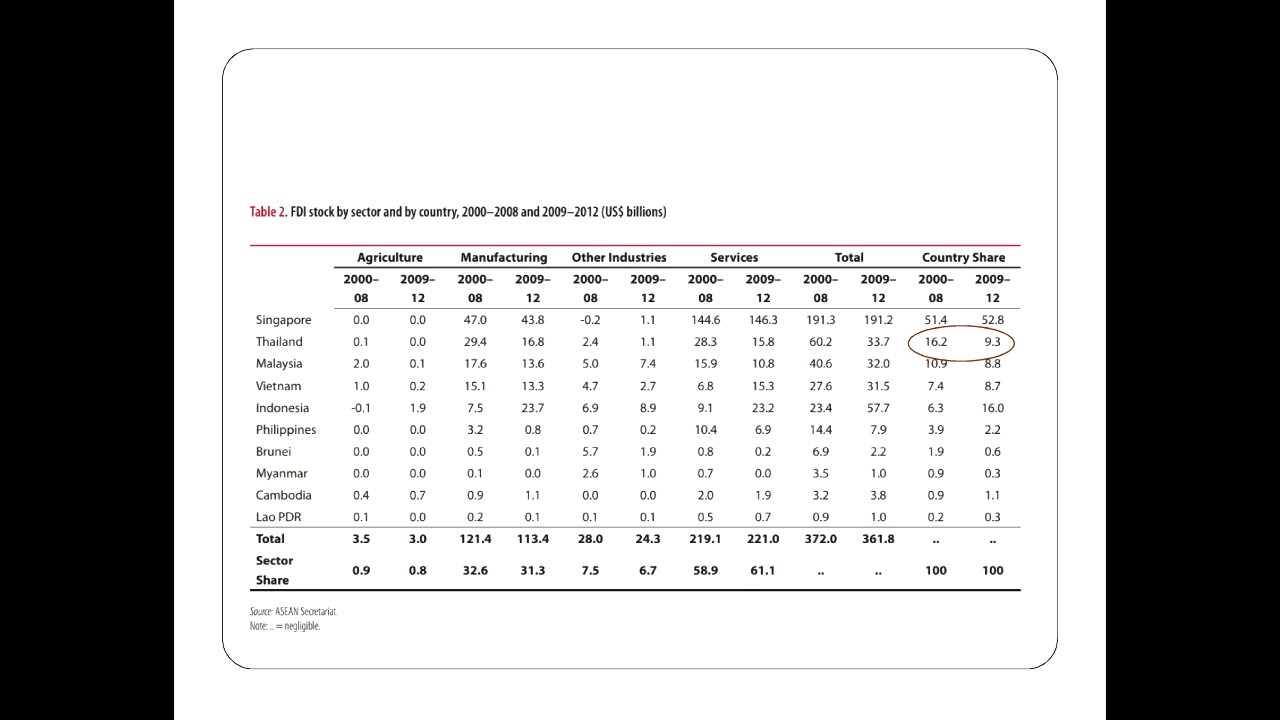 Table 2. FDI stock by sector and by country, 2000–2008 and 2009–2012 (US$ billions)
Agriculture Manufacturing Other Industries Services Total Country Share
2000– 2009– 2000– 2009– 2000– 2009– 2000– 2009– 2000– 2009– 2000– 2009–
08 12 08 12 08 12 08 12 08 12 08 12
Singapore 0.0 0.0 47.0 43.8 -0.2 1.1 144.6 146.3 191.3 191.2 51.4 52.8
Thailand 0.1 0.0 29.4 16.8 2.4 1.1 28.3 15.8 60.2 33.7 16.2 9.3
Malaysia 2.0 0.1 17.6 13.6 5.0 7.4 15.9 10.8 40.6 32.0 10.9 8.8
Vietnam 1.0 0.2 15.1 13.3 4.7 2.7 6.8 15.3 27.6 31.5 7.4 8.7
Indonesia -0.1 1.9 7.5 23.7 6.9 8.9 9.1 23.2 23.4 57.7 6.3 16.0
Philippines 0.0 0.0 3.2 0.8 0.7 0.2 10.4 6.9 14.4 7.9 3.9 2.2
Brunei 0.0 0.0 0.5 0.1 5.7 1.9 0.8 0.2 6.9 2.2 1.9 0.6
Myanmar 0.0 0.0 0.1 0.0 2.6 1.0 0.7 0.0 3.5 1.0 0.9 0.3
Cambodia 0.4 0.7 0.9 1.1 0.0 0.0 2.0 1.9 3.2 3.8 0.9 1.1
Lao PDR 0.1 0.0 0.2 0.1 0.1 0.1 0.5 0.7 0.9 1.0 0.2 0.3
Total 3.5 3.0 121.4 113.4 28.0 24.3 219.1 221.0 372.0 361.8 .. ..
Sector
Share 0.9 0.8 32.6 31.3 7.5 6.7 58.9 61.1 .. .. 100 100
Source: ASEAN Secretariat.
Note: .. = negligible.